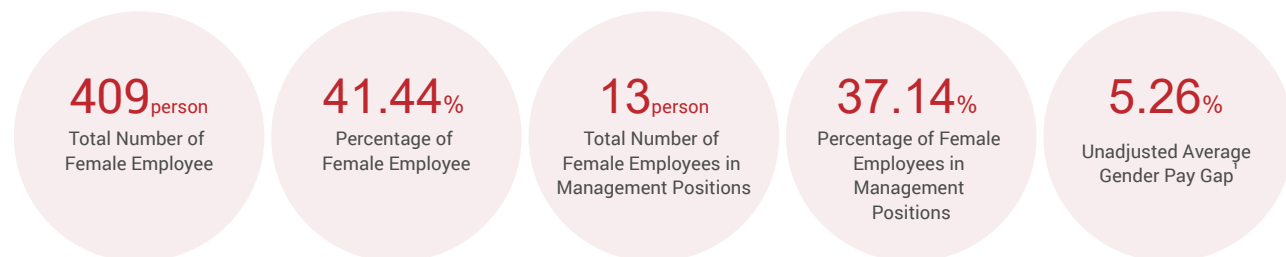 409person
Total Number of
Female Employee
41.44%
Percentage of
Female Employee
13person
Total Number of
Female Employees in
Management Positions
37.14%
Percentage of Female
Employees in
Management
Positions
5.26%
Unadjusted Average
Gender Pay Gap1